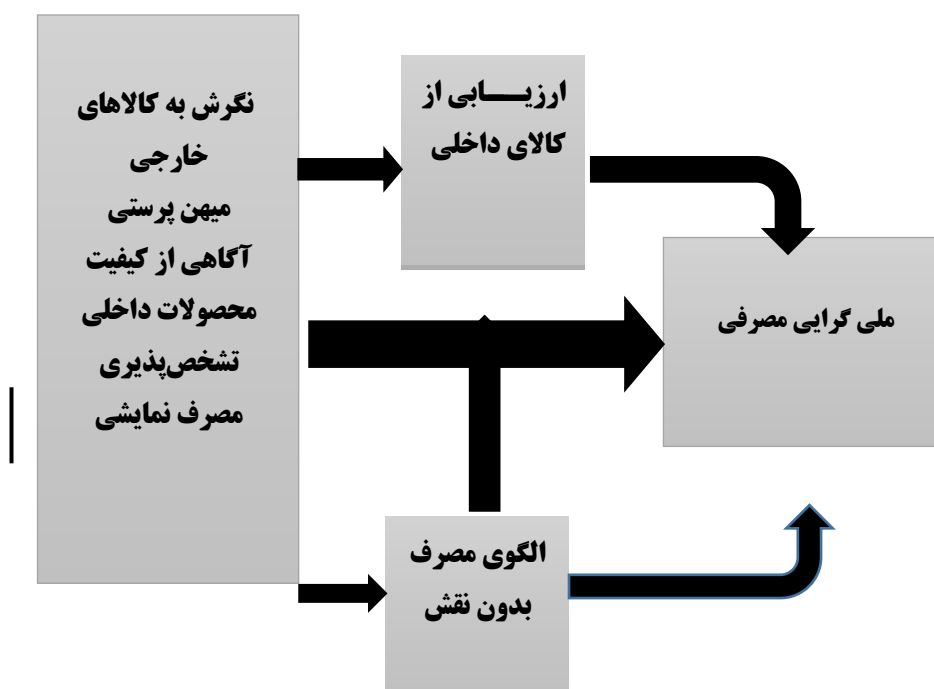 نگرش به کالاهای
خارجی
میهن پرستی
آگاهی از کیفیت
محصولات داخلی
تشخص‌پذیری
مصرف نمایشی
ارزیـــابی از
کالای داخلی
ملی گرایی مصرفی
الگوی مصرف
بدون نقش